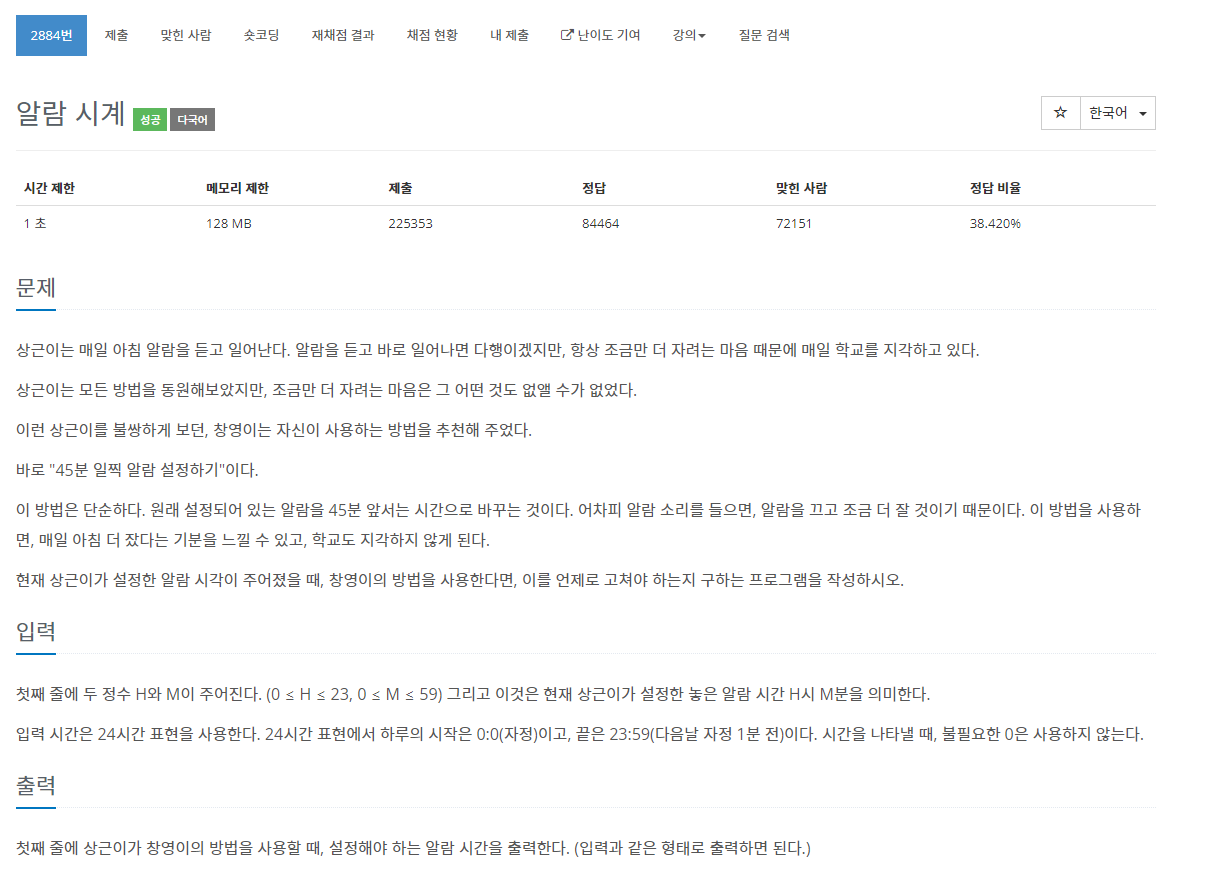 2884번 제출 맞힌 사람 숏코딩 재채점 결과 채점 현황 내 제출 난이도 기여 강의 질문 검색
알람 시계 성공 다국어 ☆ 한국어
시간 제한 메모리 제한 제출 정답 맞힌 사람 정답 비율
1 초 128 MB 225353 84464 72151 38.420%
문제
상근이는 매일 아침 알람을 듣고 일어난다. 알람을 듣고 바로 일어나면 다행이겠지만, 항상 조금만 더 자려는 마음 때문에 매일 학교를 지각하고 있다.
상근이는 모든 방법을 동원해보았지만, 조금만 더 자려는 마음은 그 어떤 것도 없앨 수가 없었다.
이런 상근이를 불쌍하게 보던, 창영이는 자신이 사용하는 방법을 추천해 주었다.
바로 "45분 일찍 알람 설정하기"이다.
이 방법은 단순하다. 원래 설정되어 있는 알람을 45분 앞서는 시간으로 바꾸는 것이다. 어차피 알람 소리를 들으면, 알람을 끄고 조금 더 잘 것이기 때문이다. 이 방법을 사용하
면, 매일 아침 더 잤다는 기분을 느낄 수 있고, 학교도 지각하지 않게 된다.
현재 상근이가 설정한 알람 시각이 주어졌을 때, 창영이의 방법을 사용한다면, 이를 언제로 고쳐야 하는지 구하는 프로그램을 작성하시오.
입력
첫째 줄에 두 정수 H와 M이 주어진다. (0 ≤ H ≤ 23, 0 ≤ M ≤ 59) 그리고 이것은 현재 상근이가 설정한 놓은 알람 시간 H시 M분을 의미한다.
입력 시간은 24시간 표현을 사용한다. 24시간 표현에서 하루의 시작은 0:0(자정)이고, 끝은 23:59(다음날 자정 1분 전)이다. 시간을 나타낼 때, 불필요한 0은 사용하지 않는다.
출력
첫째 줄에 상근이가 창영이의 방법을 사용할 때, 설정해야 하는 알람 시간을 출력한다. (입력과 같은 형태로 출력하면 된다.)